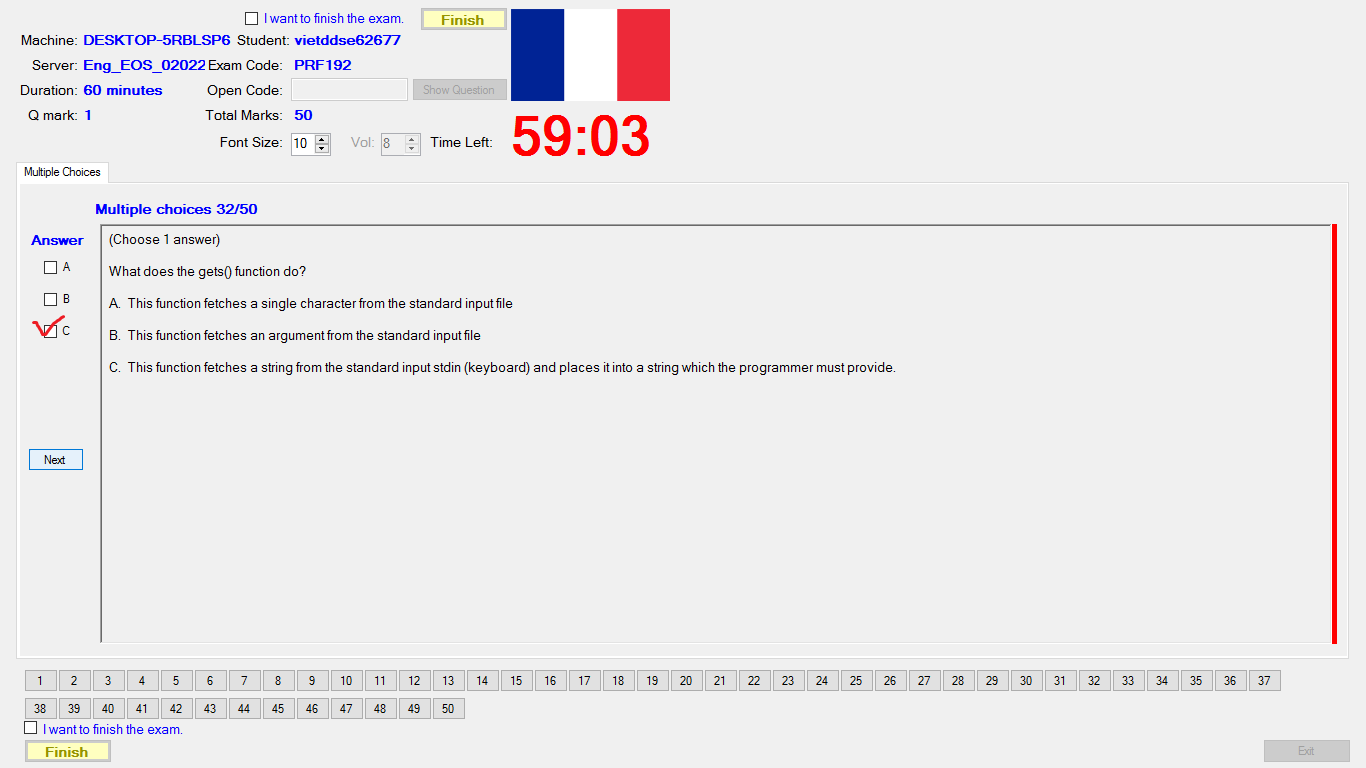 I want to finish the exam. Finish
Machine: DESKTOP-5RBLSP6 Student: vietddse62677
Server: Eng_EOS_02022 Exam Code: PRF192
Duration: 60 minutes Open Code: Show Question
Q mark: 1 Total Marks: 50
Font Size: 10 Vol: 8 Time Left: 59:03
Multiple Choices
Multiple choices 32/50
Answer
(Choose 1 answer)
What does the gets() function do?
A
A. This function fetches a single character from the standard input file
B
B. This function fetches an argument from the standard input file
C
C. This function fetches a string from the standard input stdin (keyboard) and places it into a string which the programmer must provide.
Next
1 2 3 4 5 6 7 8 9 10 11 12 13 14 15 16 17 18 19 20 21 22 23 24 25 26 27 28 29 30 31 32 33 34 35 36 37
38 39 40 41 42 43 44 45 46 47 48 49 50
I want to finish the exam.
Finish Exit